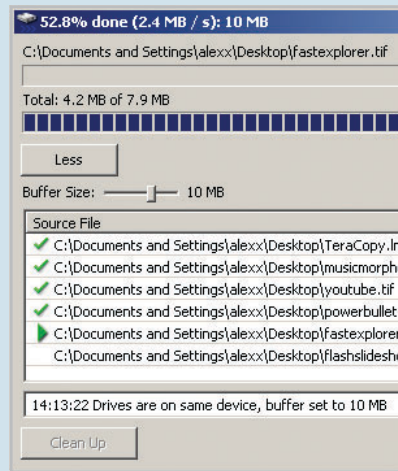 52.8% done (2.4 MB / s): 10 MB
C:\Documents and Settings\alexx\Desktop\fastexplorer.tif
Total: 4.2 MB of 7.9 MB
Less
Buffer Size: 10 MB
Source File
C:\Documents and Settings\alexx\Desktop\TeraCopy.ln
C:\Documents and Settings\alexx\Desktop\musicmorph
C:\Documents and Settings\alexx\Desktop\youtube.tif
C:\Documents and Settings\alexx\Desktop\powerbullet
C:\Documents and Settings\alexx\Desktop\fastexplorer
C:\Documents and Settings\alexx\Desktop\flashslidesh
14:13:22 Drives are on same device, buffer set to 10 MB
Clean Up